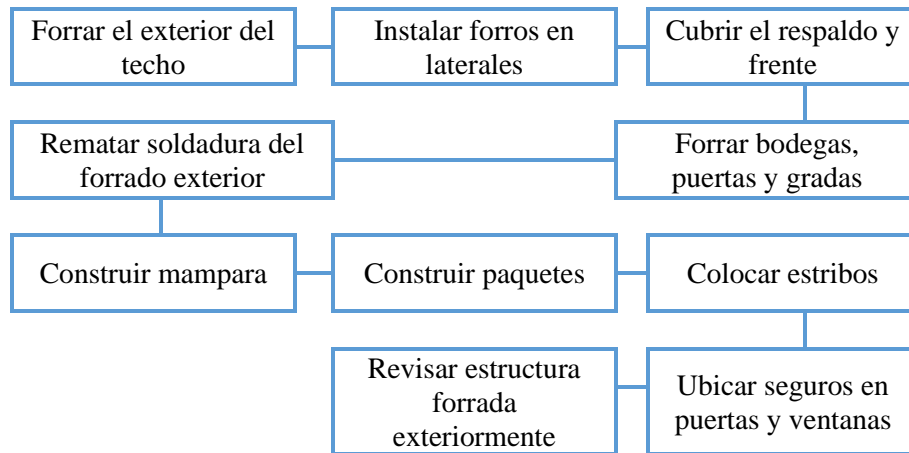 Forrar el exterior del
techo
Instalar forros en
laterales
Cubrir el respaldo y
frente
Rematar soldadura del
forrado exterior
Forrar bodegas,
puertas y gradas
Construir mampara
Construir paquetes
Colocar estribos
Revisar estructura
forrada
exteriormente
Ubicar seguros en
puertas y ventanas